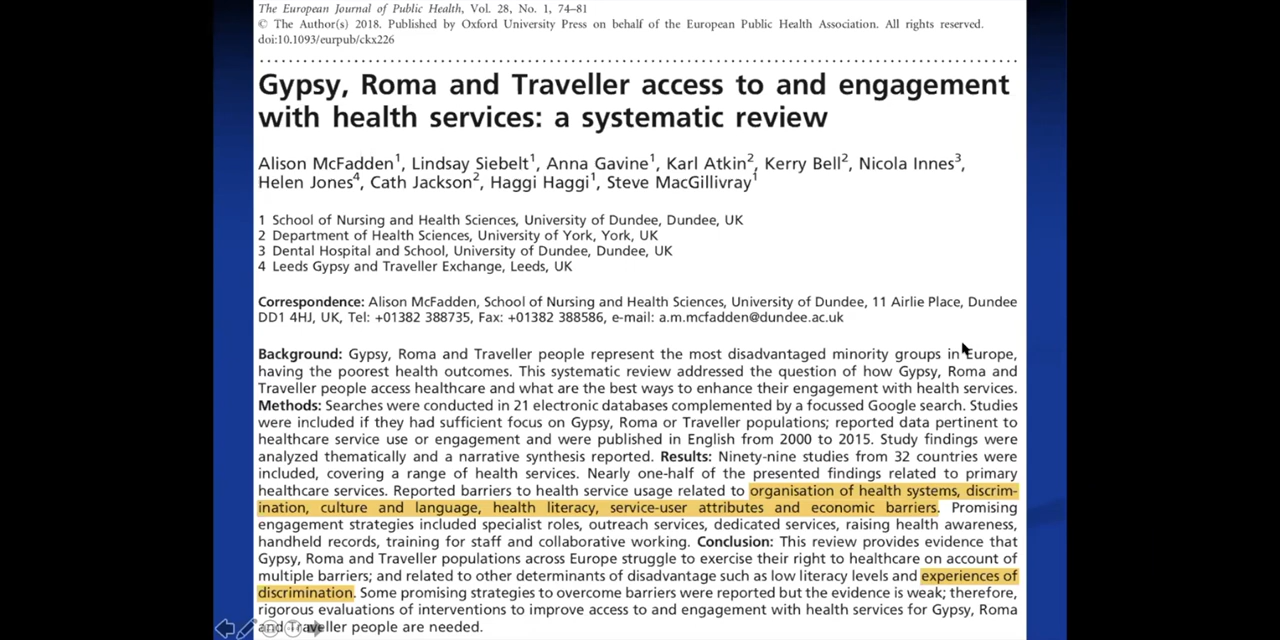 The European Journal of Public Health, Vol. 28, No. 1, 74–81
© The Author(s) 2018. Published by Oxford University Press on behalf of the European Public Health Association. All rights reserved.
doi:10.1093/eurpub/ckx226
Gypsy, Roma and Traveller access to and engagement
with health services: a systematic review
Alison McFadden1, Lindsay Siebelt1, Anna Gavine1, Karl Atkin2, Kerry Bell2, Nicola Innes3,
Helen Jones4, Cath Jackson2, Haggi Haggi1, Steve MacGillivray1
1 School of Nursing and Health Sciences, University of Dundee, Dundee, UK
2 Department of Health Sciences, University of York, York, UK
3 Dental Hospital and School, University of Dundee, Dundee, UK
4 Leeds Gypsy and Traveller Exchange, Leeds, UK
Correspondence: Alison McFadden, School of Nursing and Health Sciences, University of Dundee, 11 Airlie Place, Dundee
DD1 4HJ, UK, Tel: +01382 388735, Fax: +01382 388586, e-mail: a.m.mcfadden@dundee.ac.uk
Background: Gypsy, Roma and Traveller people represent the most disadvantaged minority groups in Europe,
having the poorest health outcomes. This systematic review addressed the question of how Gypsy, Roma and
Traveller people access healthcare and what are the best ways to enhance their engagement with health services.
Methods: Searches were conducted in 21 electronic databases complemented by a focussed Google search. Studies
were included if they had sufficient focus on Gypsy, Roma or Traveller populations; reported data pertinent to
healthcare service use or engagement and were published in English from 2000 to 2015. Study findings were
analyzed thematically and a narrative synthesis reported. Results: Ninety-nine studies from 32 countries were
included, covering a range of health services. Nearly one-half of the presented findings related to primary
healthcare services. Reported barriers to health service usage related to organisation of health systems, discrim-
ination, culture and language, health literacy, service-user attributes and economic barriers. Promising
engagement strategies included specialist roles, outreach services, dedicated services, raising health awareness,
handheld records, training for staff and collaborative working. Conclusion: This review provides evidence that
Gypsy, Roma and Traveller populations across Europe struggle to exercise their right to healthcare on account of
multiple barriers; and related to other determinants of disadvantage such as low literacy levels and experiences of
discrimination. Some promising strategies to overcome barriers were reported but the evidence is weak; therefore,
rigorous evaluations of interventions to improve access to and engagement with health services for Gypsy, Roma
and Traveller people are needed.